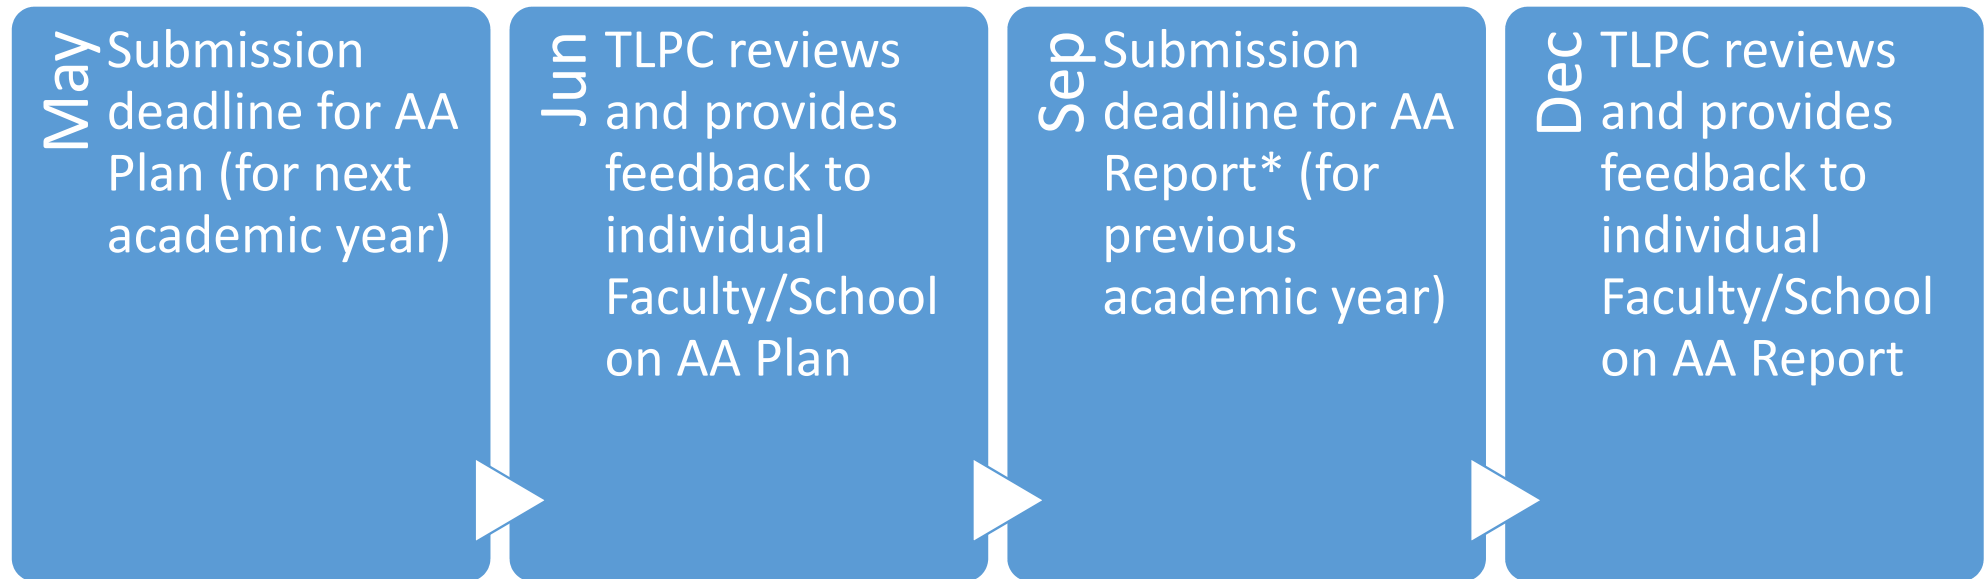 May
Submission
deadline for AA
Plan (for next
academic year)
Jun
TLPC reviews
and provides
feedback to
individual
Faculty/School
on AA Plan
Sep
Submission
deadline for AA
Report* (for
previous
academic year)
Dec
TLPC reviews
and provides
feedback to
individual
Faculty/School
on AA Report